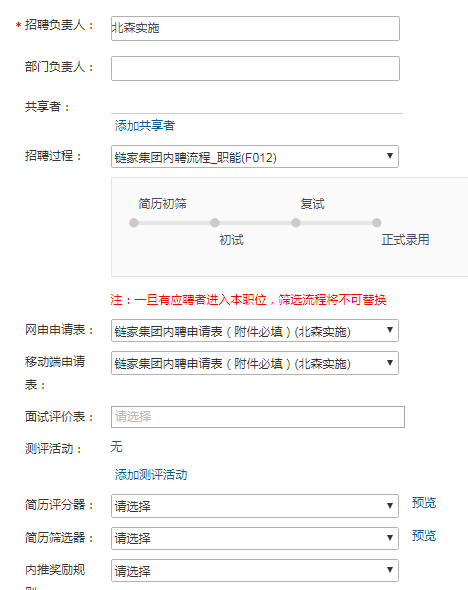 * 招聘负责人： 北森实施
部门负责人：
共享者：
添加共享者
招聘过程： 链家集团内聘流程_职能(F012)
简历初筛 复试
初试 正式录用
注：一旦有应聘者进入本职位，筛选流程将不可替换
网申申请表： 链家集团内聘申请表（附件必填）(北森实施)
移动端申请 链家集团内聘申请表（附件必填）(北森实施)
表：
面试评价表： 请选择
测评活动： 无
添加测评活动
简历评分器： 请选择 预览
简历筛选器： 请选择 预览
内推奖励规 请选择